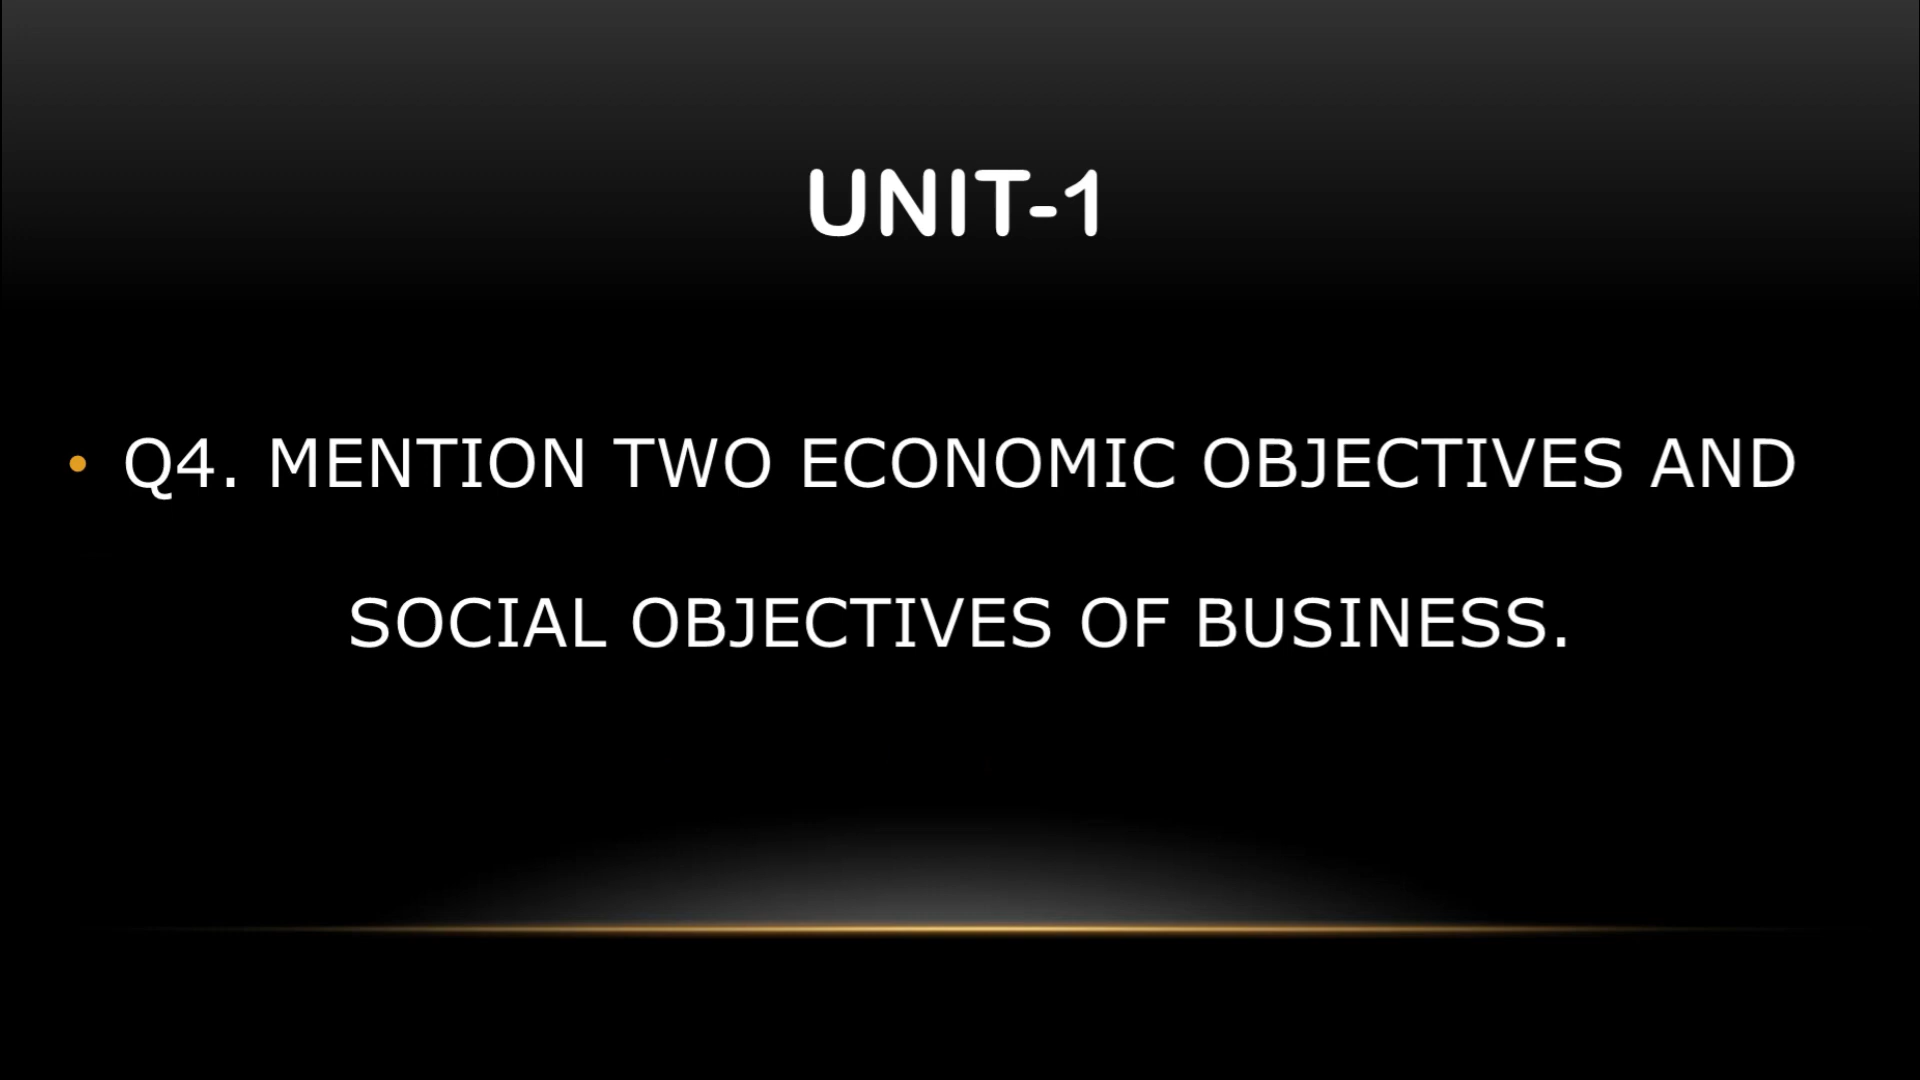 UNIT-1
• Q4. MENTION TWO ECONOMIC OBJECTIVES AND
SOCIAL OBJECTIVES OF BUSINESS.